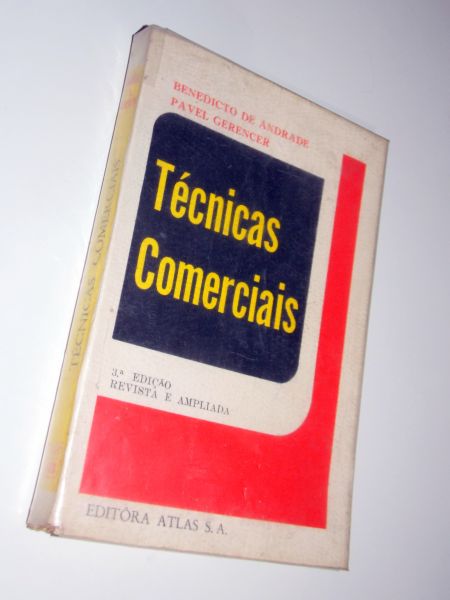 BENEDICTO DE ANDRADE
PAVEL GERENCER
Técnicas
Comerciais
3.ª EDIÇÃO
REVISTA E AMPLIADA
EDITÔRA ATLAS S. A.
TÉCNICAS COMERCIAIS